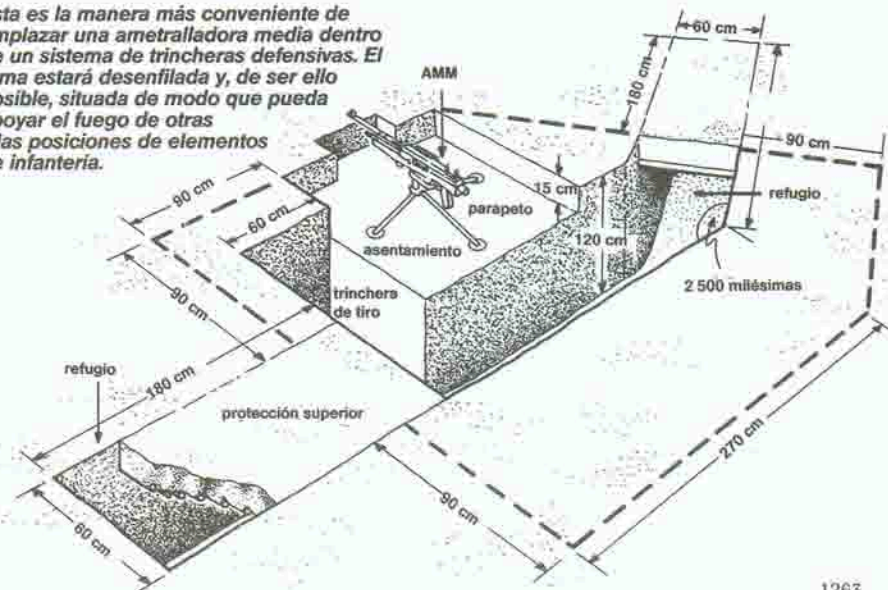 sta es la manera más conveniente de
mplazar una ametralladora media dentro
e un sistema de trincheras defensivas. El
rma estará desenfilada y, de ser ello
osible, situada de modo que pueda
poyar el fuego de otras
las posiciones de elementos
e infantería.
60 cm
AMM
180 cm
90 cm
90 cm
60 cm
15 cm
refugio
parapeto
asentamiento
120 cm
2 500 milésimas
trinchera
de tiro
90 cm
refugio
180 cm
protección superior
270 cm
90 cm
60 cm
1263